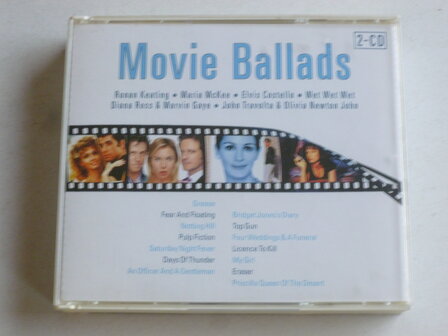 2-CD
Movie Ballads
Ronan Keating • Maria McKee • Elvis Costello • Wet Wet Wet
Diana Ross & Marvin Gaye • John Travolta & Olivia Newton John
Grease
Fear And Floating
Notting Hill
Pulp Fiction
Saturday Night Fever
Days Of Thunder
An Officer And A Gentleman
Bridget Jones's Diary
Top Gun
Four Weddings & A Funeral
Licence To Kill
My Girl
Eraser
Priscilla Queen Of The Desert